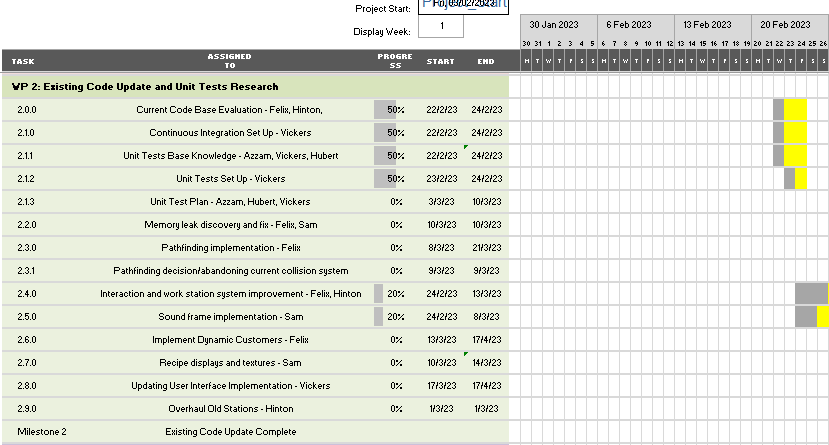 Project Start:
Display Week: 1
30 Jan 2023 6 Feb 2023 13 Feb 2023 20 Feb 2023
30 31 1 2 3 4 5 6 7 8 9 10 11 12 13 14 15 16 17 18 19 20 21 22 23 24 25 26
TASK ASSIGNED TO PROGRESS START END M T W T F S S M T W T F S S M T W T F S S M T W T F S S
WP 2: Existing Code Update and Unit Tests Research
2.0.0 Current Code Base Evaluation - Felix, Hinton, 50% 22/2/23 24/2/23
2.1.0 Continuous Integration Set Up - Vickers 50% 22/2/23 24/2/23
2.1.1 Unit Tests Base Knowledge - Azzam, Vickers, Hubert 50% 22/2/23 24/2/23
2.1.2 Unit Tests Set Up - Vickers 50% 23/2/23 24/2/23
2.1.3 Unit Test Plan - Azzam, Hubert, Vickers 0% 3/3/23 10/3/23
2.2.0 Memory leak discovery and fix - Felix, Sam 0% 10/3/23 10/3/23
2.3.0 Pathfinding implementation - Felix 0% 8/3/23 21/3/23
2.3.1 Pathfinding decision/abandoning current collision system 0% 9/3/23 9/3/23
2.4.0 Interaction and work station system improvement - Felix, Hinton 20% 24/2/23 13/3/23
2.5.0 Sound frame implementation - Sam 20% 24/2/23 8/3/23
2.6.0 Implement Dynamic Customers - Felix 0% 13/3/23 17/4/23
2.7.0 Recipe displays and textures - Sam 0% 10/3/23 14/3/23
2.8.0 Updating User Interface Implementation - Vickers 0% 17/3/23 17/4/23
2.9.0 Overhaul Old Stations - Hinton 0% 1/3/23 1/3/23
Milestone 2 Existing Code Update Complete